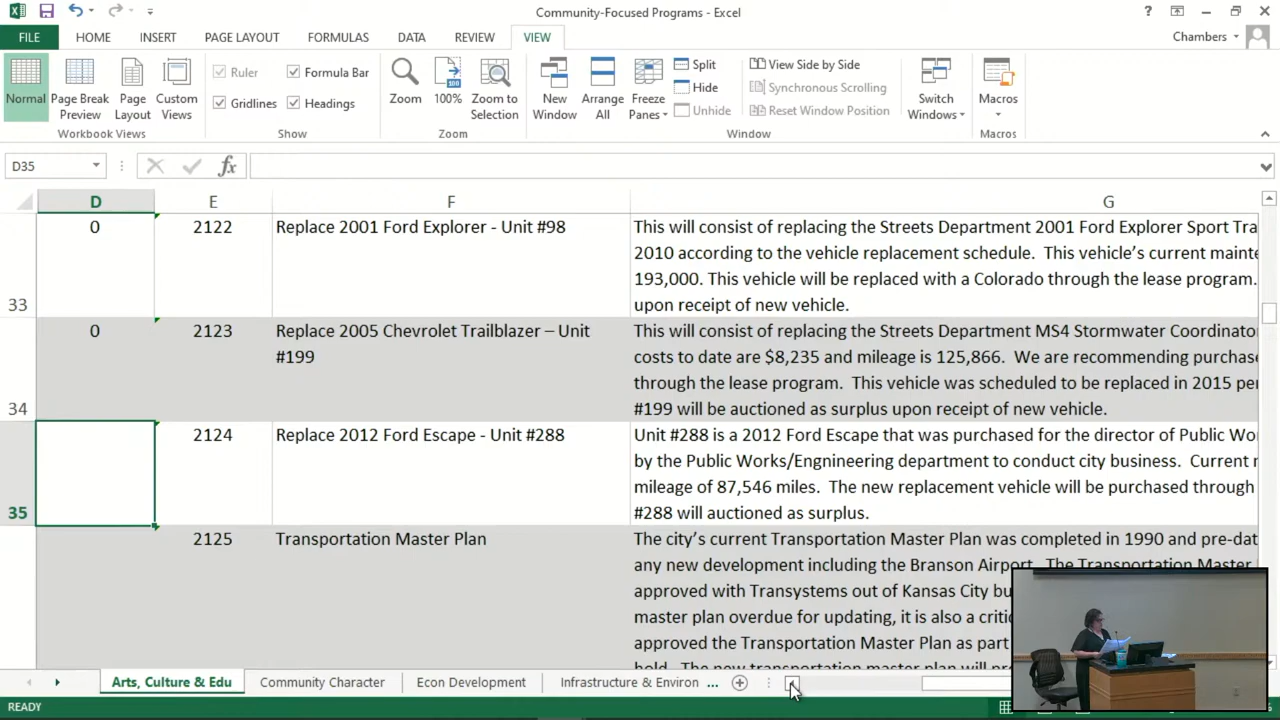 Community-Focused Programs - Excel
FILE HOME INSERT PAGE LAYOUT FORMULAS DATA REVIEW VIEW Chambers
Normal Page Break Preview Page Layout Custom Views
Workbook Views
Ruler Formula Bar
Gridlines Headings
Show
Zoom 100% Zoom to Selection
Zoom
New Window Arrange All Freeze Panes
Split
Hide
Unhide
View Side by Side
Synchronous Scrolling
Reset Window Position
Window
Switch Windows
Macros
Macros
D35 fx
D E F G
33 0 2122 Replace 2001 Ford Explorer - Unit #98
This will consist of replacing the Streets Department 2001 Ford Explorer Sport Tra
2010 according to the vehicle replacement schedule. This vehicle's current mainte
193,000. This vehicle will be replaced with a Colorado through the lease program.
upon receipt of new vehicle.
34 0 2123 Replace 2005 Chevrolet Trailblazer – Unit
#199
This will consist of replacing the Streets Department MS4 Stormwater Coordinator
costs to date are $8,235 and mileage is 125,866. We are recommending purchase
through the lease program. This vehicle was scheduled to be replaced in 2015 per
#199 will be auctioned as surplus upon receipt of new vehicle.
35 2124 Replace 2012 Ford Escape - Unit #288
Unit #288 is a 2012 Ford Escape that was purchased for the director of Public Wo
by the Public Works/Engnineering department to conduct city business. Current m
mileage of 87,546 miles. The new replacement vehicle will be purchased through
#288 will auctioned as surplus.
2125 Transportation Master Plan
The city's current Transportation Master Plan was completed in 1990 and pre-dat
any new development including the Branson Airport. The Transportation Master
approved with Transystems out of Kansas City bu
master plan overdue for updating, it is also a critic
approved the Transportation Master Plan as part
hold. The new transportation master plan will
Arts, Culture & Edu Community Character Econ Development Infrastructure & Environ ...
READY